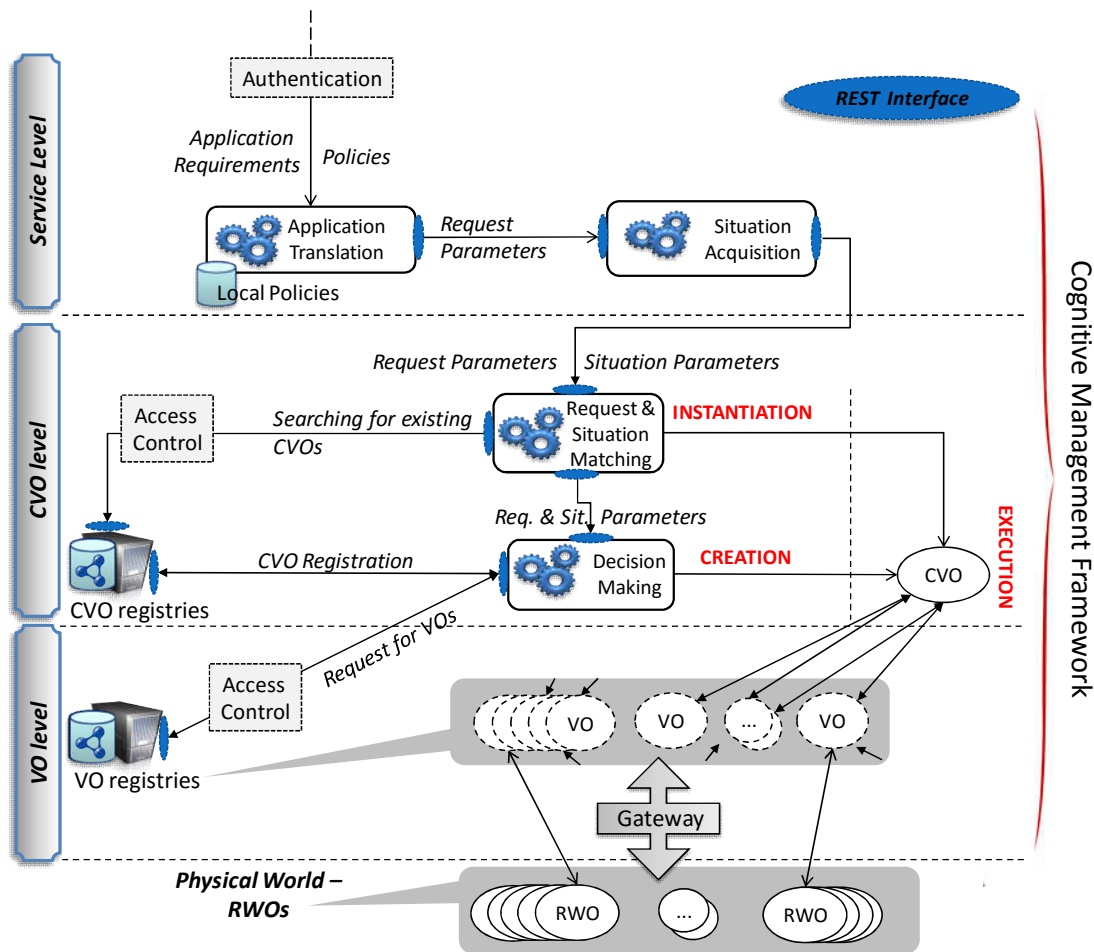 Authentication
REST Interface
Service Level
Application
Requirements
Policies
Application
Translation
Request
Parameters
Situation
Acquisition
Local Policies
Cognitive Management Framework
CVO level
Request Parameters
Situation Parameters
Access
Control
Searching for existing
CVOs
Request &
Situation
Matching
INSTANTIATION
Req. & Sit. Parameters
EXECUTION
CVO Registration
Decision
Making
CREATION
CVO
CVO registries
VO level
Request for VOs
Access
Control
VO
VO
...
VO
VO registries
Gateway
Physical World –
RWOs
RWO
...
RWO